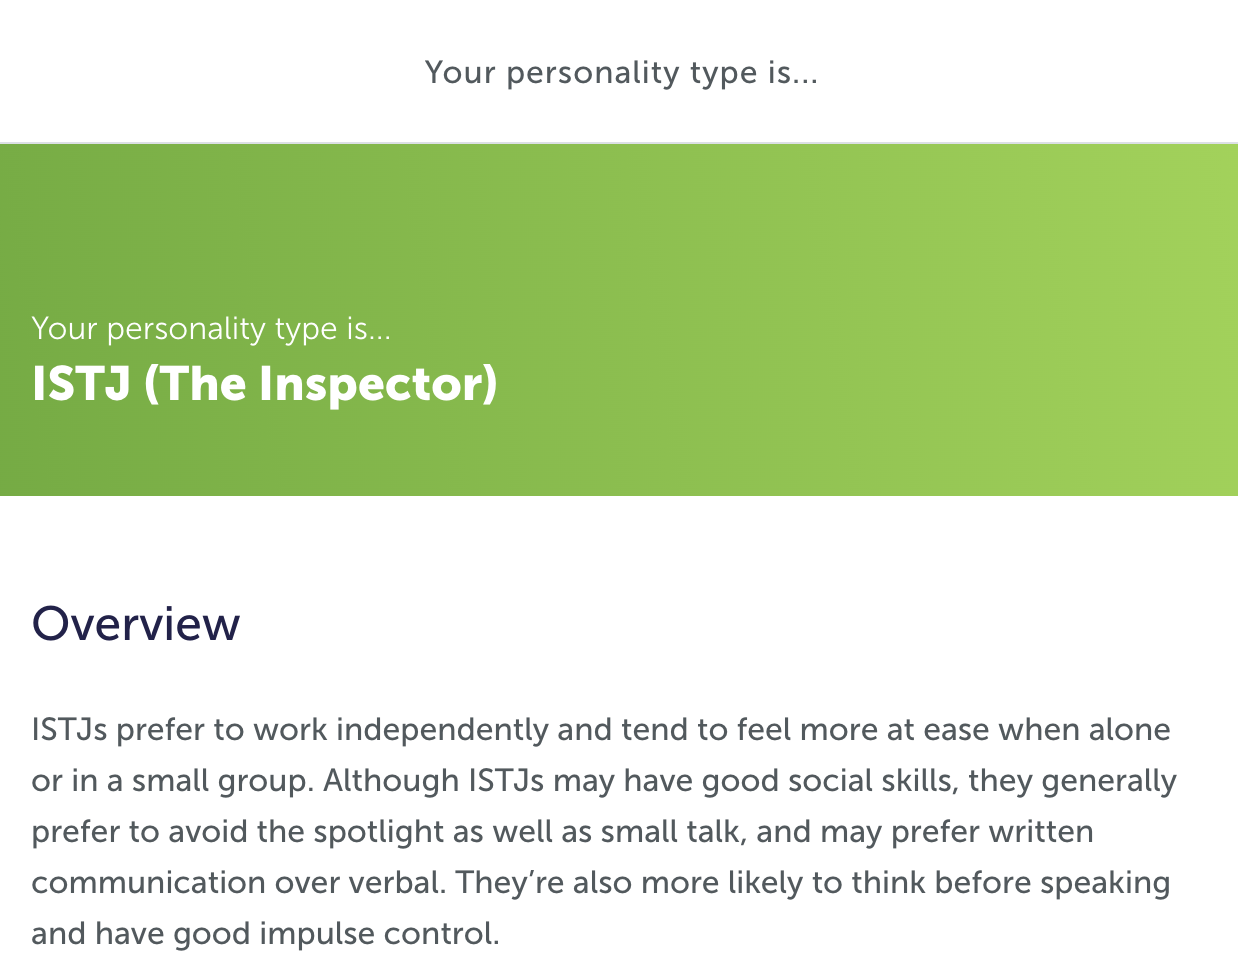 Your personality type is...
Your personality type is...
ISTJ (The Inspector)
Overview
ISTJs prefer to work independently and tend to feel more at ease when alone
or in a small group. Although ISTJs may have good social skills, they generally
prefer to avoid the spotlight as well as small talk, and may prefer written
communication over verbal. They’re also more likely to think before speaking
and have good impulse control.